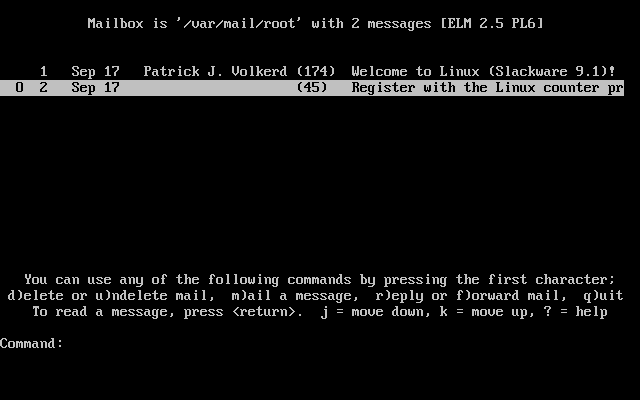 Mailbox is '/var/mail/root' with 2 messages [ELM 2.5 PL6]
1 Sep 17 Patrick J. Volkerd (174) Welcome to Linux (Slackware 9.1)!
O 2 Sep 17 (45) Register with the Linux counter pr
You can use any of the following commands by pressing the first character;
d)elete or u)ndelete mail, m)ail a message, r)eply or f)orward mail, q)uit
To read a message, press <return>. j = move down, k = move up, ? = help
Command: